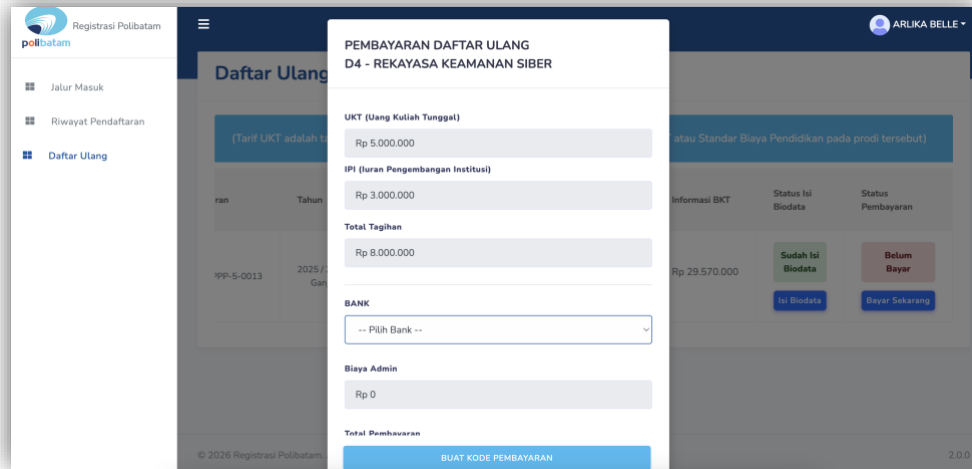 Registrasi Polibatam
polibatam
Jalur Masuk
Riwayat Pendaftaran
Daftar Ulang
ARLIKA BELLE
Daftar Ulang
(Tarif UKT adalah
atau Standar Biaya Pendidikan pada prodi tersebut)
ran
Tahun
Informasi BKT
Status Isi
Biodata
Status
Pembayaran
PP-5-0013
2025 /
Gan
Rp 29.570.000
Sudah Isi
Biodata
Isi Biodata
Belum
Bayar
Bayar Sekarang
PEMBAYARAN DAFTAR ULANG
D4 - REKAYASA KEAMANAN SIBER
UKT (Uang Kuliah Tunggal)
Rp 5.000.000
IPI (Iuran Pengembangan Institusi)
Rp 3.000.000
Total Tagihan
Rp 8.000.000
BANK
-- Pilih Bank --
Biaya Admin
Rp 0
Total Pembayaran
BUAT KODE PEMBAYARAN
© 2026 Registrasi Polibatam.
2.0.0